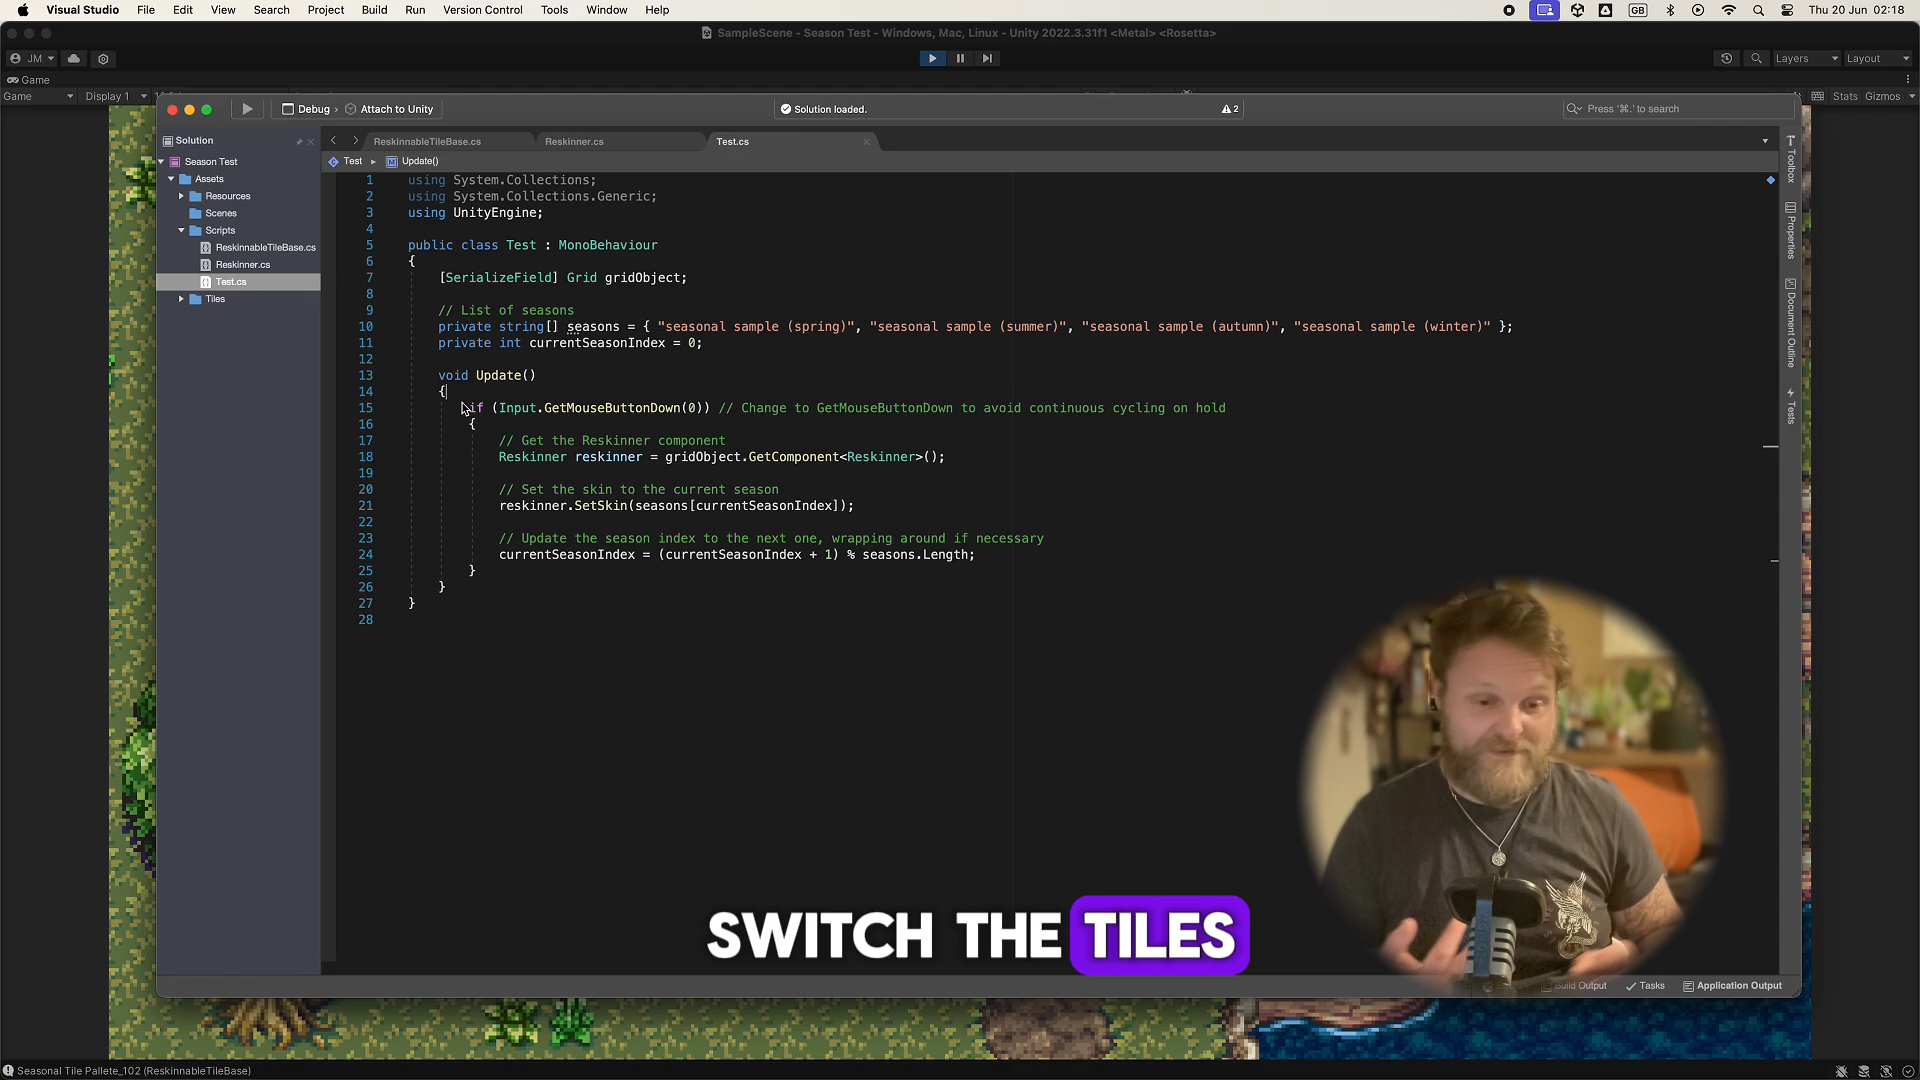 Visual Studio File Edit View Search Project Build Run Version Control Tools Window Help
GB Thu 20 Jun 02:18
SampleScene - Season Test - Windows, Mac, Linux - Unity 2022.3.31f1 <Metal> <Rosetta>
JM Layers Layout
Game
Game Display 1 Stats Gizmos
Debug › Attach to Unity Solution loaded. 2 Press '⌘.' to search
Solution
Season Test
Assets
Resources
Scenes
Scripts
ReskinnableTileBase.cs
Reskinner.cs
Test.cs
Tiles
ReskinnableTileBase.cs Reskinner.cs Test.cs
Test ▸ Update()
1 using System.Collections;
2 using System.Collections.Generic;
3 using UnityEngine;
4
5 public class Test : MonoBehaviour
6 {
7 [SerializeField] Grid gridObject;
8
9 // List of seasons
10 private string[] seasons = { "seasonal sample (spring)", "seasonal sample (summer)", "seasonal sample (autumn)", "seasonal sample (winter)" };
11 private int currentSeasonIndex = 0;
12
13 void Update()
14 {
15 if (Input.GetMouseButtonDown(0)) // Change to GetMouseButtonDown to avoid continuous cycling on hold
16 {
17 // Get the Reskinner component
18 Reskinner reskinner = gridObject.GetComponent<Reskinner>();
19
20 // Set the skin to the current season
21 reskinner.SetSkin(seasons[currentSeasonIndex]);
22
23 // Update the season index to the next one, wrapping around if necessary
24 currentSeasonIndex = (currentSeasonIndex + 1) % seasons.Length;
25 }
26 }
27 }
28
Toolbox
Properties
Document Outline
Tests
SWITCH THE TILES
Build Output Tasks Application Output
Seasonal Tile Pallete_102 (ReskinnableTileBase)